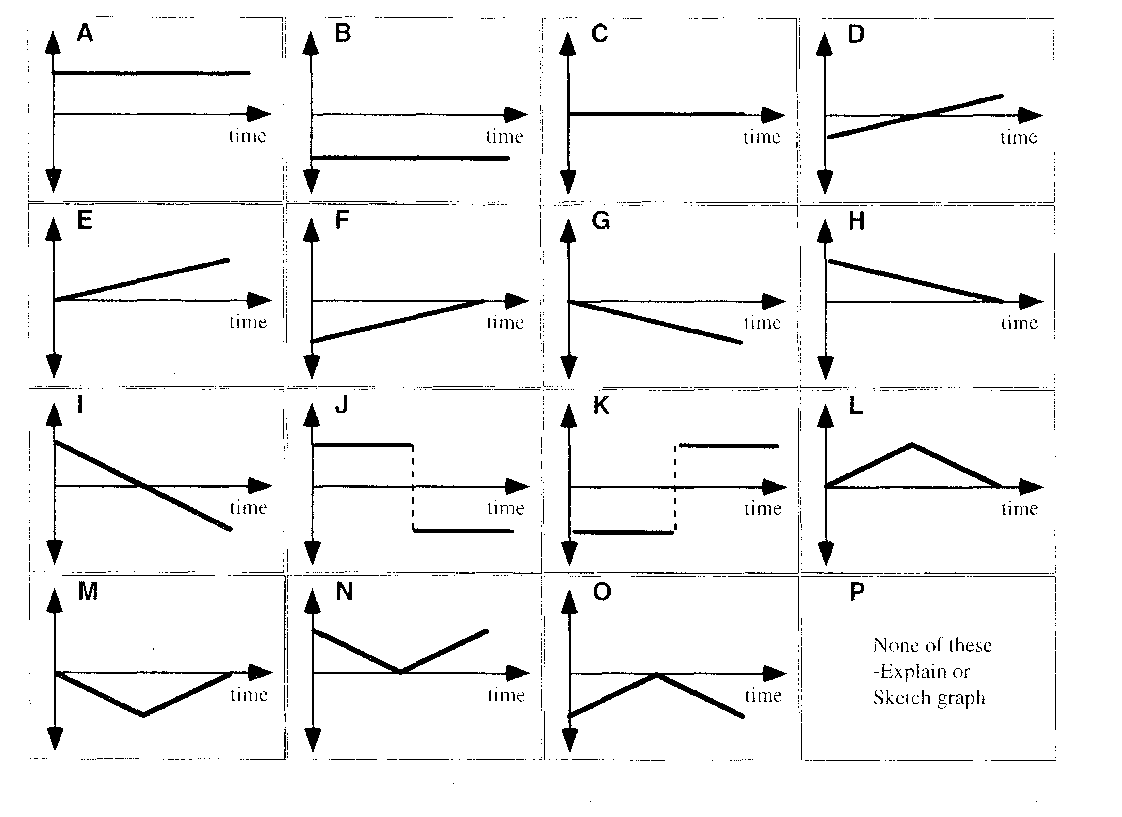 A
time
B
time
C
time
D
time
E
time
F
time
G
time
H
time
I
time
J
time
K
time
L
time
M
time
N
time
O
time
P
None of these
-Explain or
Sketch graph